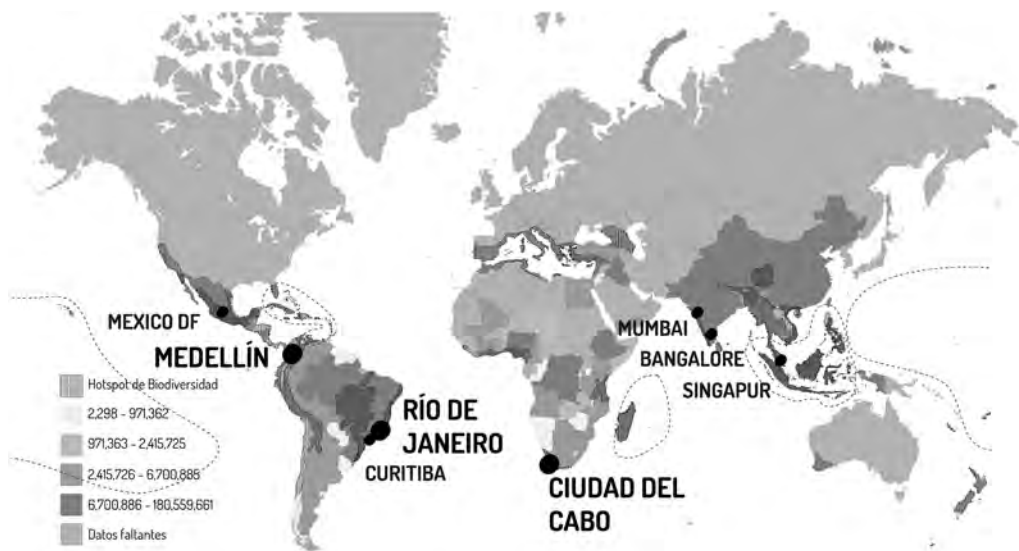 MEXICO DF
MEDELLÍN
Hotspot de Biodiversidad
2,298 - 971,362
971,363 - 2,415,725
2,415,726 - 6,700,885
6,700,886 - 180,559,661
Datos faltantes
RÍO DE
JANEIRO
CURITIBA
CIUDAD DEL
CABO
MUMBAI
BANGALORE
SINGAPUR